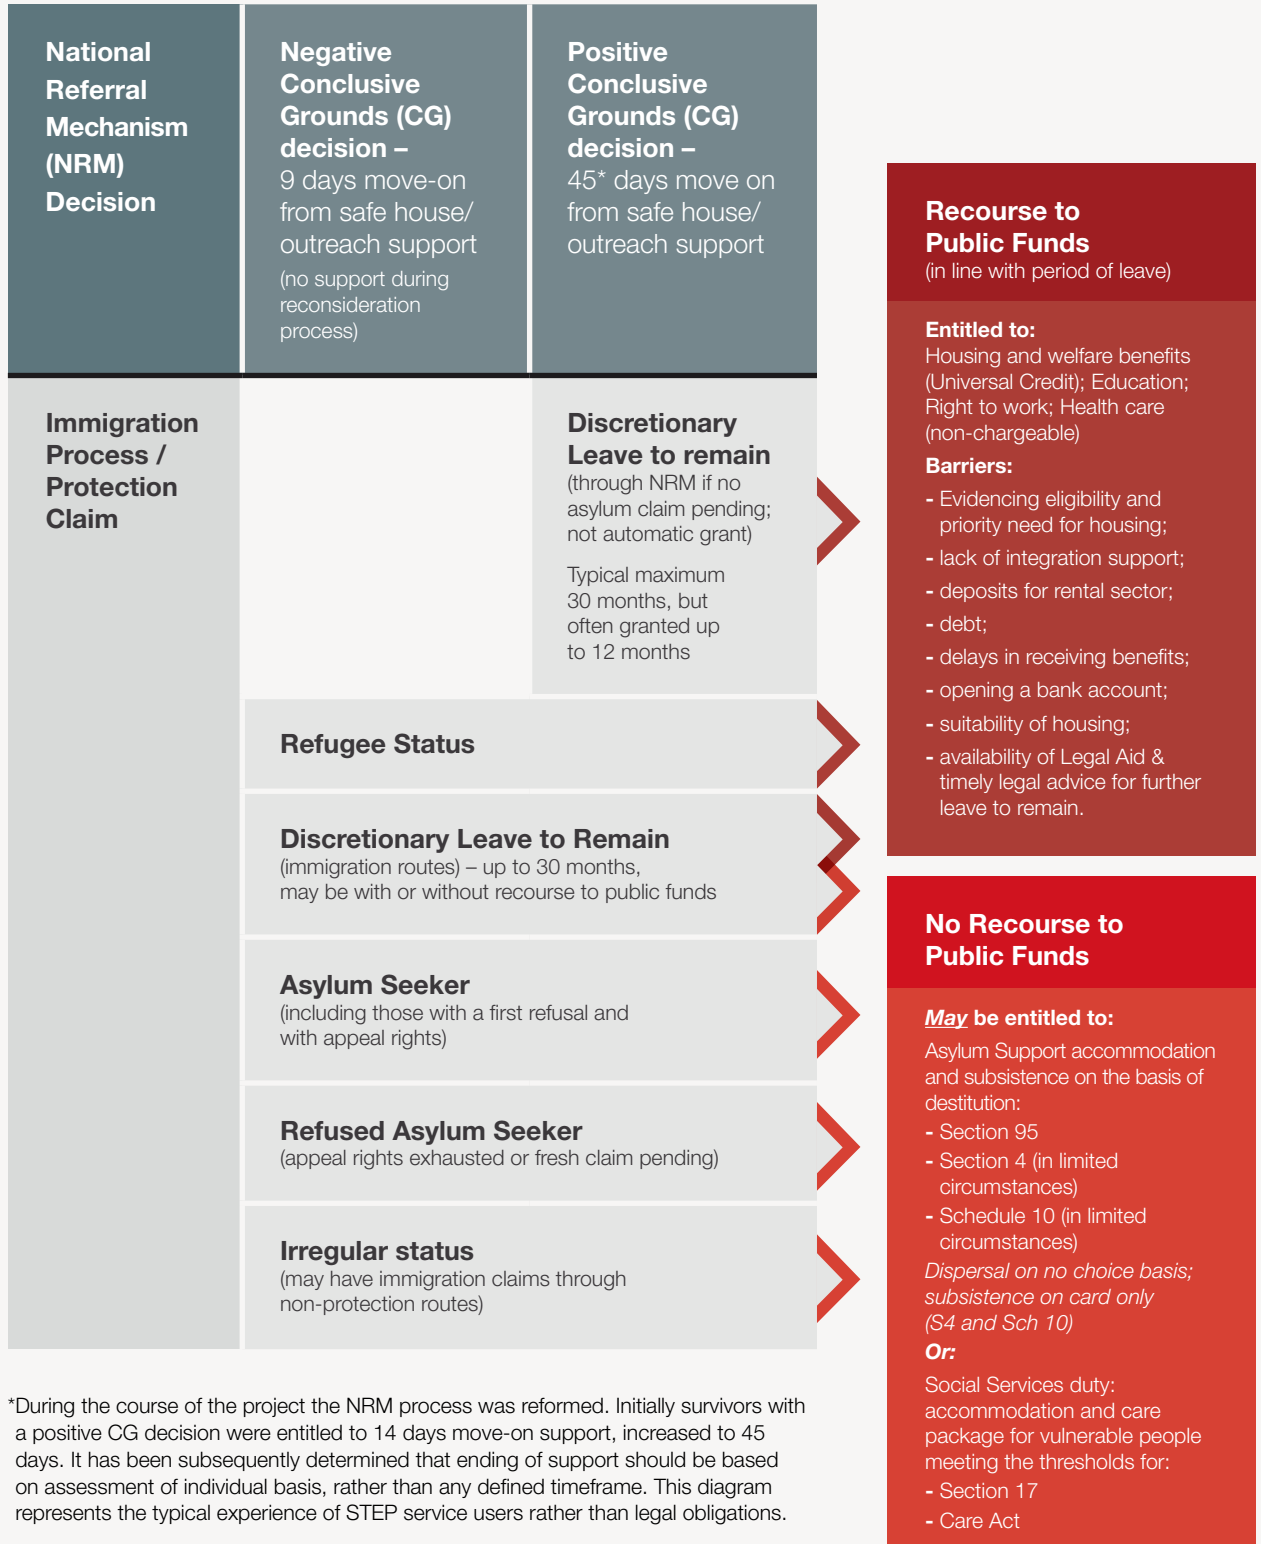 National
Referral
Mechanism
(NRM)
Decision
Negative
Conclusive
Grounds (CG)
decision –
9 days move-on
from safe house/
outreach support
(no support during
reconsideration
process)
Positive
Conclusive
Grounds (CG)
decision –
45* days move on
from safe house/
outreach support
Immigration
Process /
Protection
Claim
Discretionary
Leave to remain
(through NRM if no
asylum claim pending;
not automatic grant)
Typical maximum
30 months, but
often granted up
to 12 months
Refugee Status
Discretionary Leave to Remain
(immigration routes) – up to 30 months,
may be with or without recourse to public funds
Asylum Seeker
(including those with a first refusal and
with appeal rights)
Refused Asylum Seeker
(appeal rights exhausted or fresh claim pending)
Irregular status
(may have immigration claims through
non-protection routes)
Recourse to
Public Funds
(in line with period of leave)
Entitled to:
Housing and welfare benefits
(Universal Credit); Education;
Right to work; Health care
(non-chargeable)
Barriers:
- Evidencing eligibility and
priority need for housing;
- lack of integration support;
- deposits for rental sector;
- debt;
- delays in receiving benefits;
- opening a bank account;
- suitability of housing;
- availability of Legal Aid &
timely legal advice for further
leave to remain.
No Recourse to
Public Funds
May be entitled to:
Asylum Support accommodation
and subsistence on the basis of
destitution:
- Section 95
- Section 4 (in limited
circumstances)
- Schedule 10 (in limited
circumstances)
Dispersal on no choice basis;
subsistence on card only
(S4 and Sch 10)
Or:
Social Services duty:
accommodation and care
package for vulnerable people
meeting the thresholds for:
- Section 17
- Care Act
*During the course of the project the NRM process was reformed. Initially survivors with
a positive CG decision were entitled to 14 days move-on support, increased to 45
days. It has been subsequently determined that ending of support should be based
on assessment of individual basis, rather than any defined timeframe. This diagram
represents the typical experience of STEP service users rather than legal obligations.